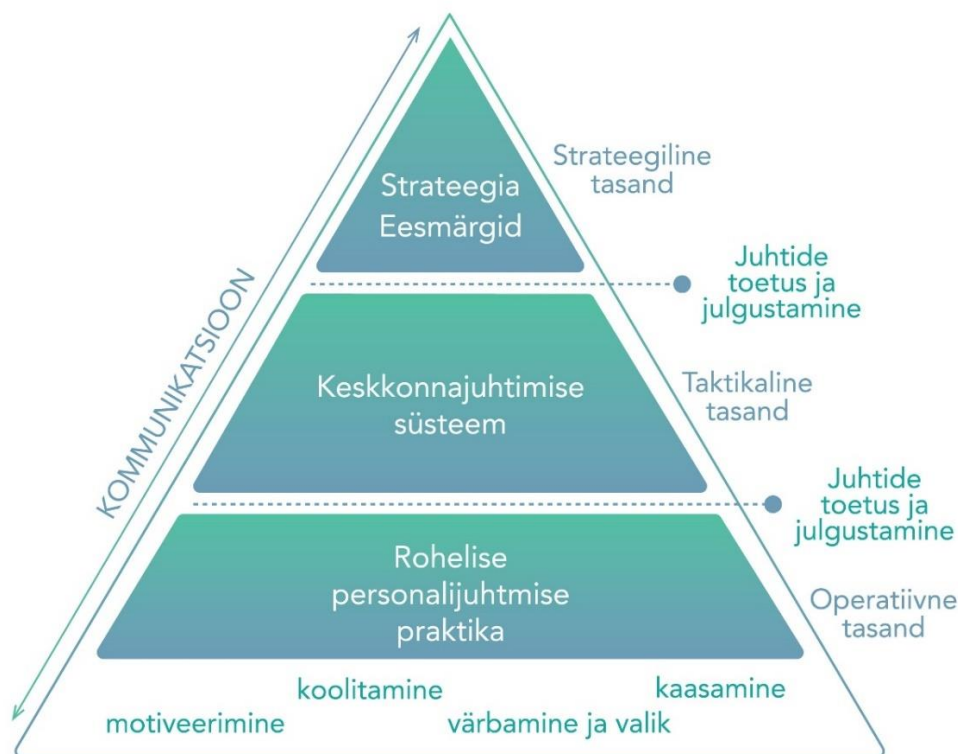 Strateegia
Eesmärgid
Strateegiline
tasand
Juhtide
toetus ja
julgustamine
KOMMUNIKATSIOON
Keskkonnajuhtimise
süsteem
Taktikaline
tasand
Juhtide
toetus ja
julgustamine
Rohelise
personalijuhtmise
praktika
Operatiivne
tasand
koolitamine
kaasamine
motiveerimine
värbamine ja valik